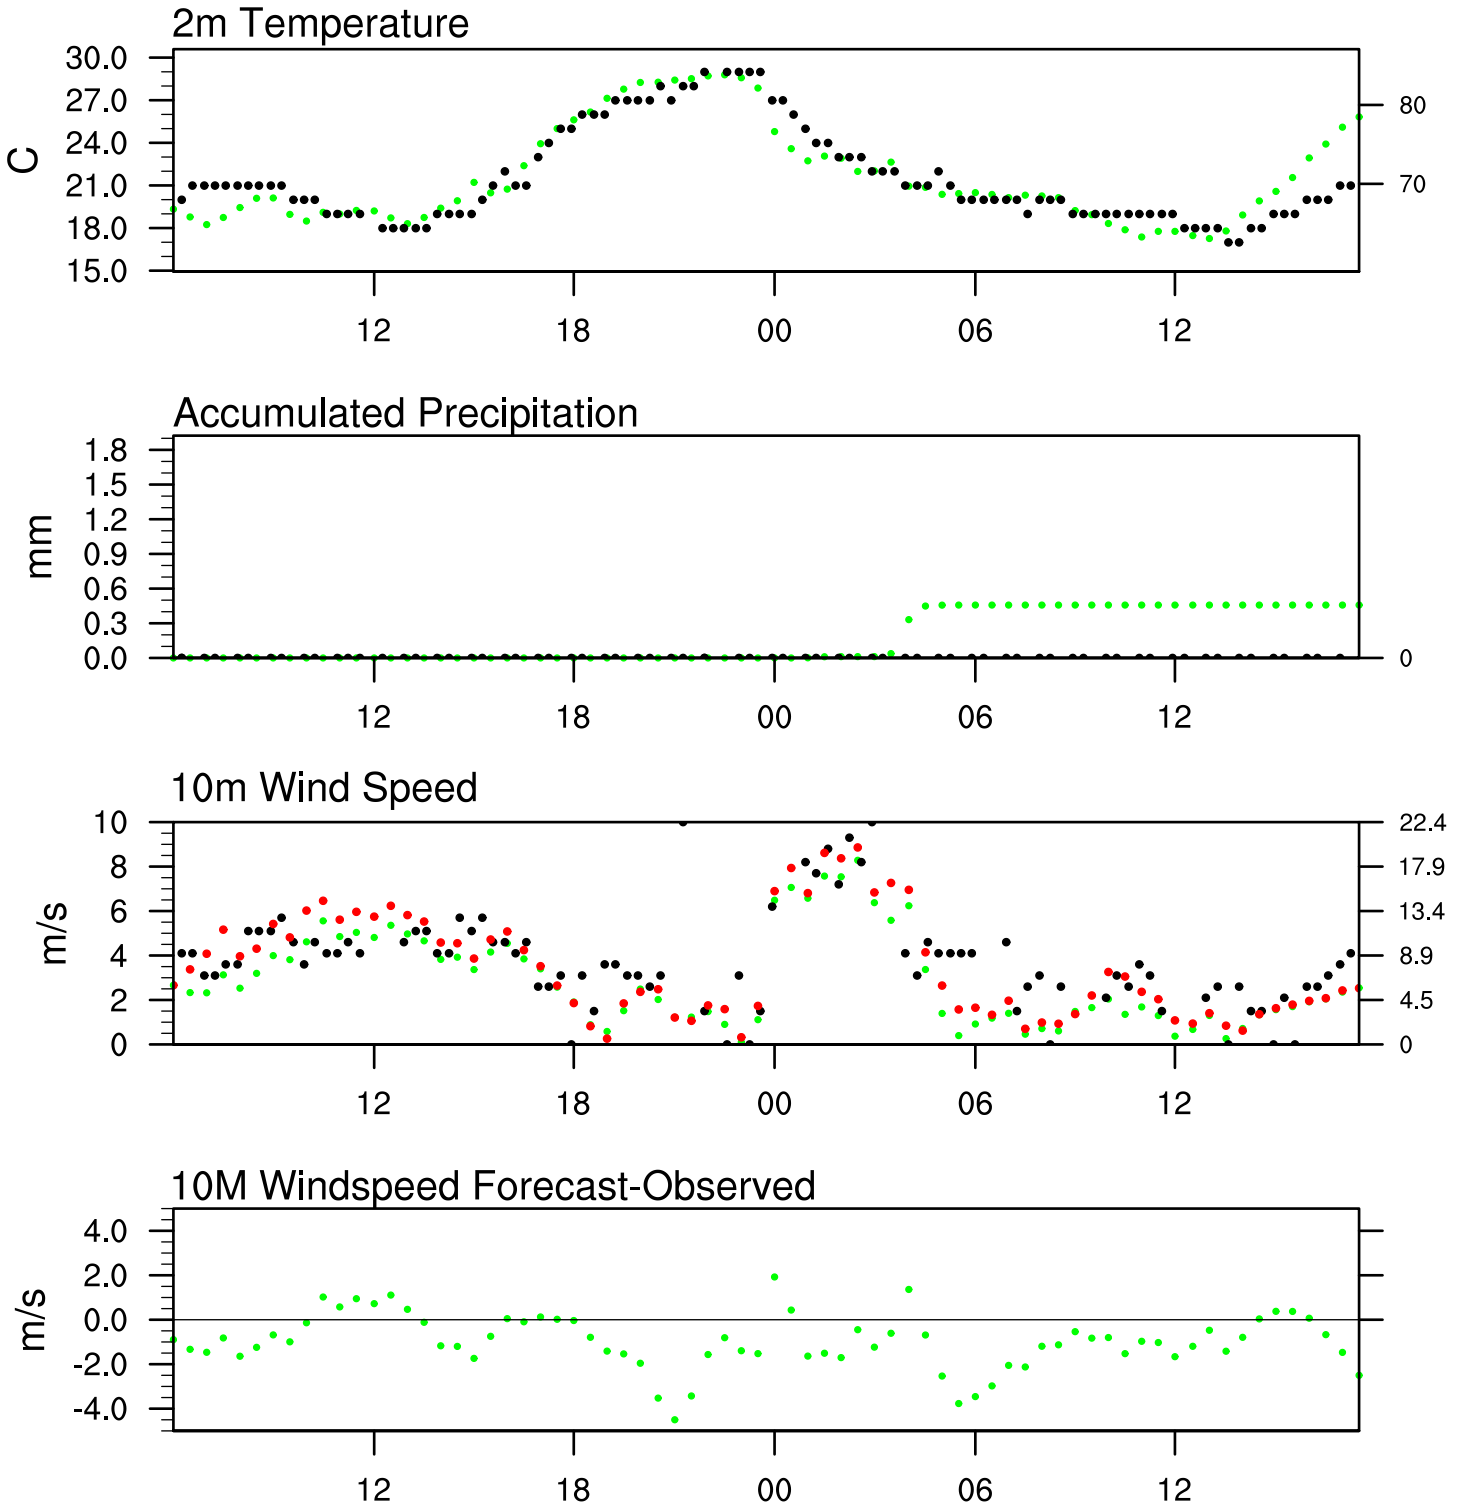 2m Temperature
30.0
27.0
24.0
21.0
18.0
15.0
C
80
70
12 18 00 06 12
Accumulated Precipitation
1.8
1.5
1.2
0.9
0.6
0.3
0.0
mm
0
12 18 00 06 12
10m Wind Speed
10
8
6
4
2
0
m/s
22.4
17.9
13.4
8.9
4.5
0
12 18 00 06 12
10M Windspeed Forecast-Observed
4.0
2.0
0.0
-2.0
-4.0
m/s
12 18 00 06 12